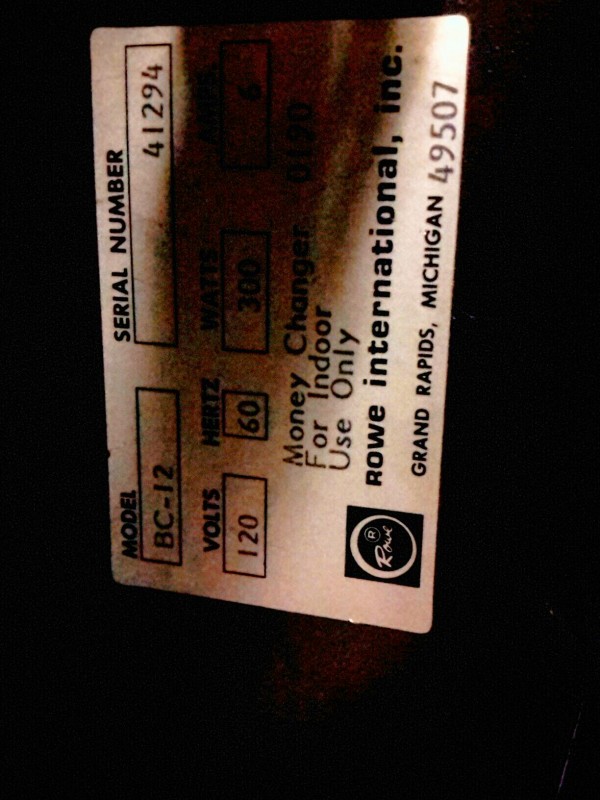 MODEL SERIAL NUMBER
BC-12 41294
VOLTS HERTZ WATTS AMPS
120 60 300 6
Money Changer 0190
For Indoor
Use Only
Rowe ®
Rowe international, inc.
GRAND RAPIDS, MICHIGAN 49507